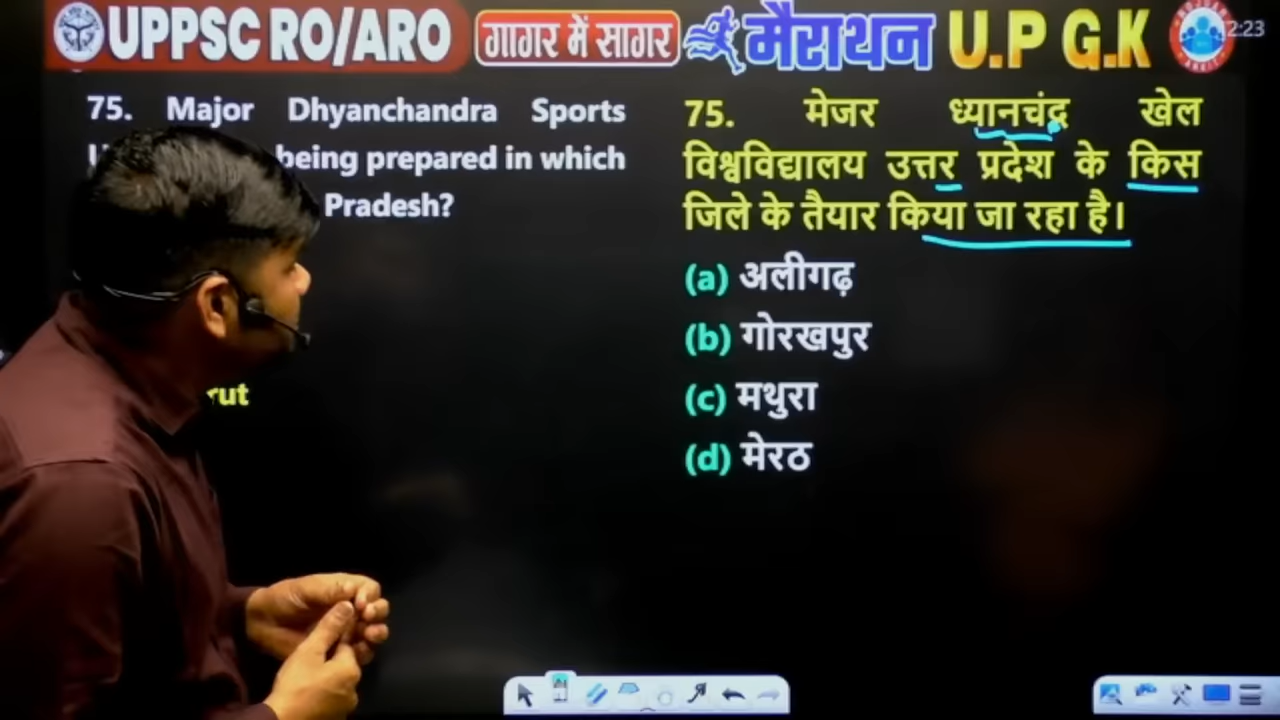 UPPSC RO/ARO गागर में सागर मैराथन U.P G.K 2:23
75. Major Dhyanchandra Sports
being prepared in which
Pradesh?
rut
75. मेजर ध्यानचंद्र खेल
विश्वविद्यालय उत्तर प्रदेश के किस
जिले के तैयार किया जा रहा है।
(a) अलीगढ़
(b) गोरखपुर
(c) मथुरा
(d) मेरठ